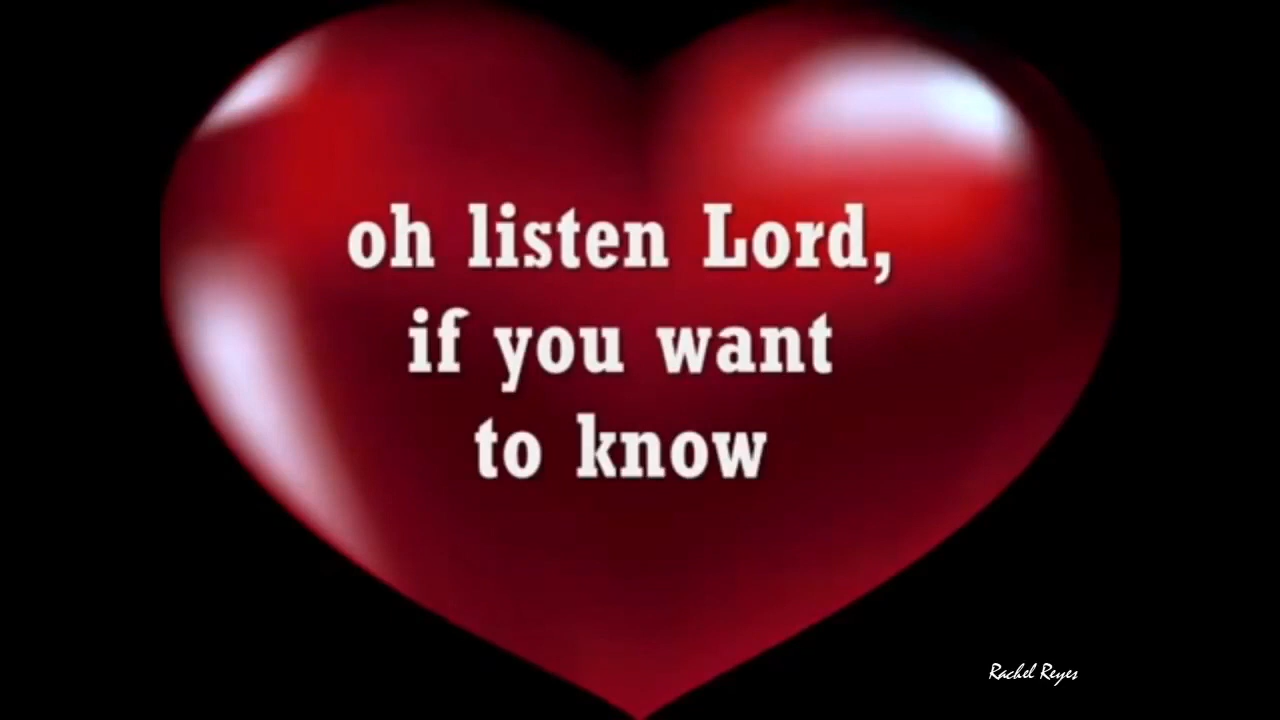 oh listen Lord,
if you want
to know
Rachel Reyes